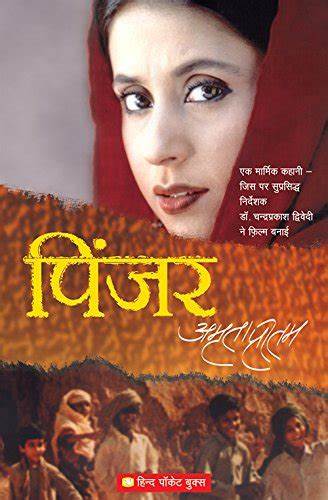 एक मार्मिक कहानी –
जिस पर सुप्रसिद्ध
निर्देशक
डॉ. चन्द्रप्रकाश द्विवेदी
ने फ़िल्म बनाई
पिंजर
अमृता प्रीतम
हिन्द पॉकेट बुक्स